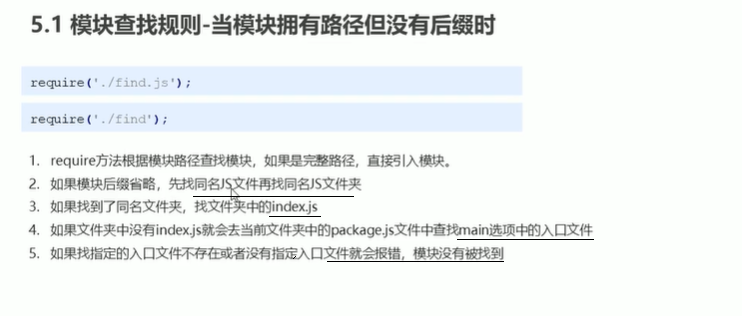 5.1 模块查找规则-当模块拥有路径但没有后缀时
require('./find.js');
require('./find');
1. require方法根据模块路径查找模块，如果是完整路径，直接引入模块。
2. 如果模块后缀省略，先找同名JS文件再找同名JS文件夹
3. 如果找到了同名文件夹，找文件夹中的index.js
4. 如果文件夹中没有index.js就会去当前文件夹中的package.js文件中查找main选项中的入口文件
5. 如果找指定的入口文件不存在或者没有指定入口文件就会报错，模块没有被找到